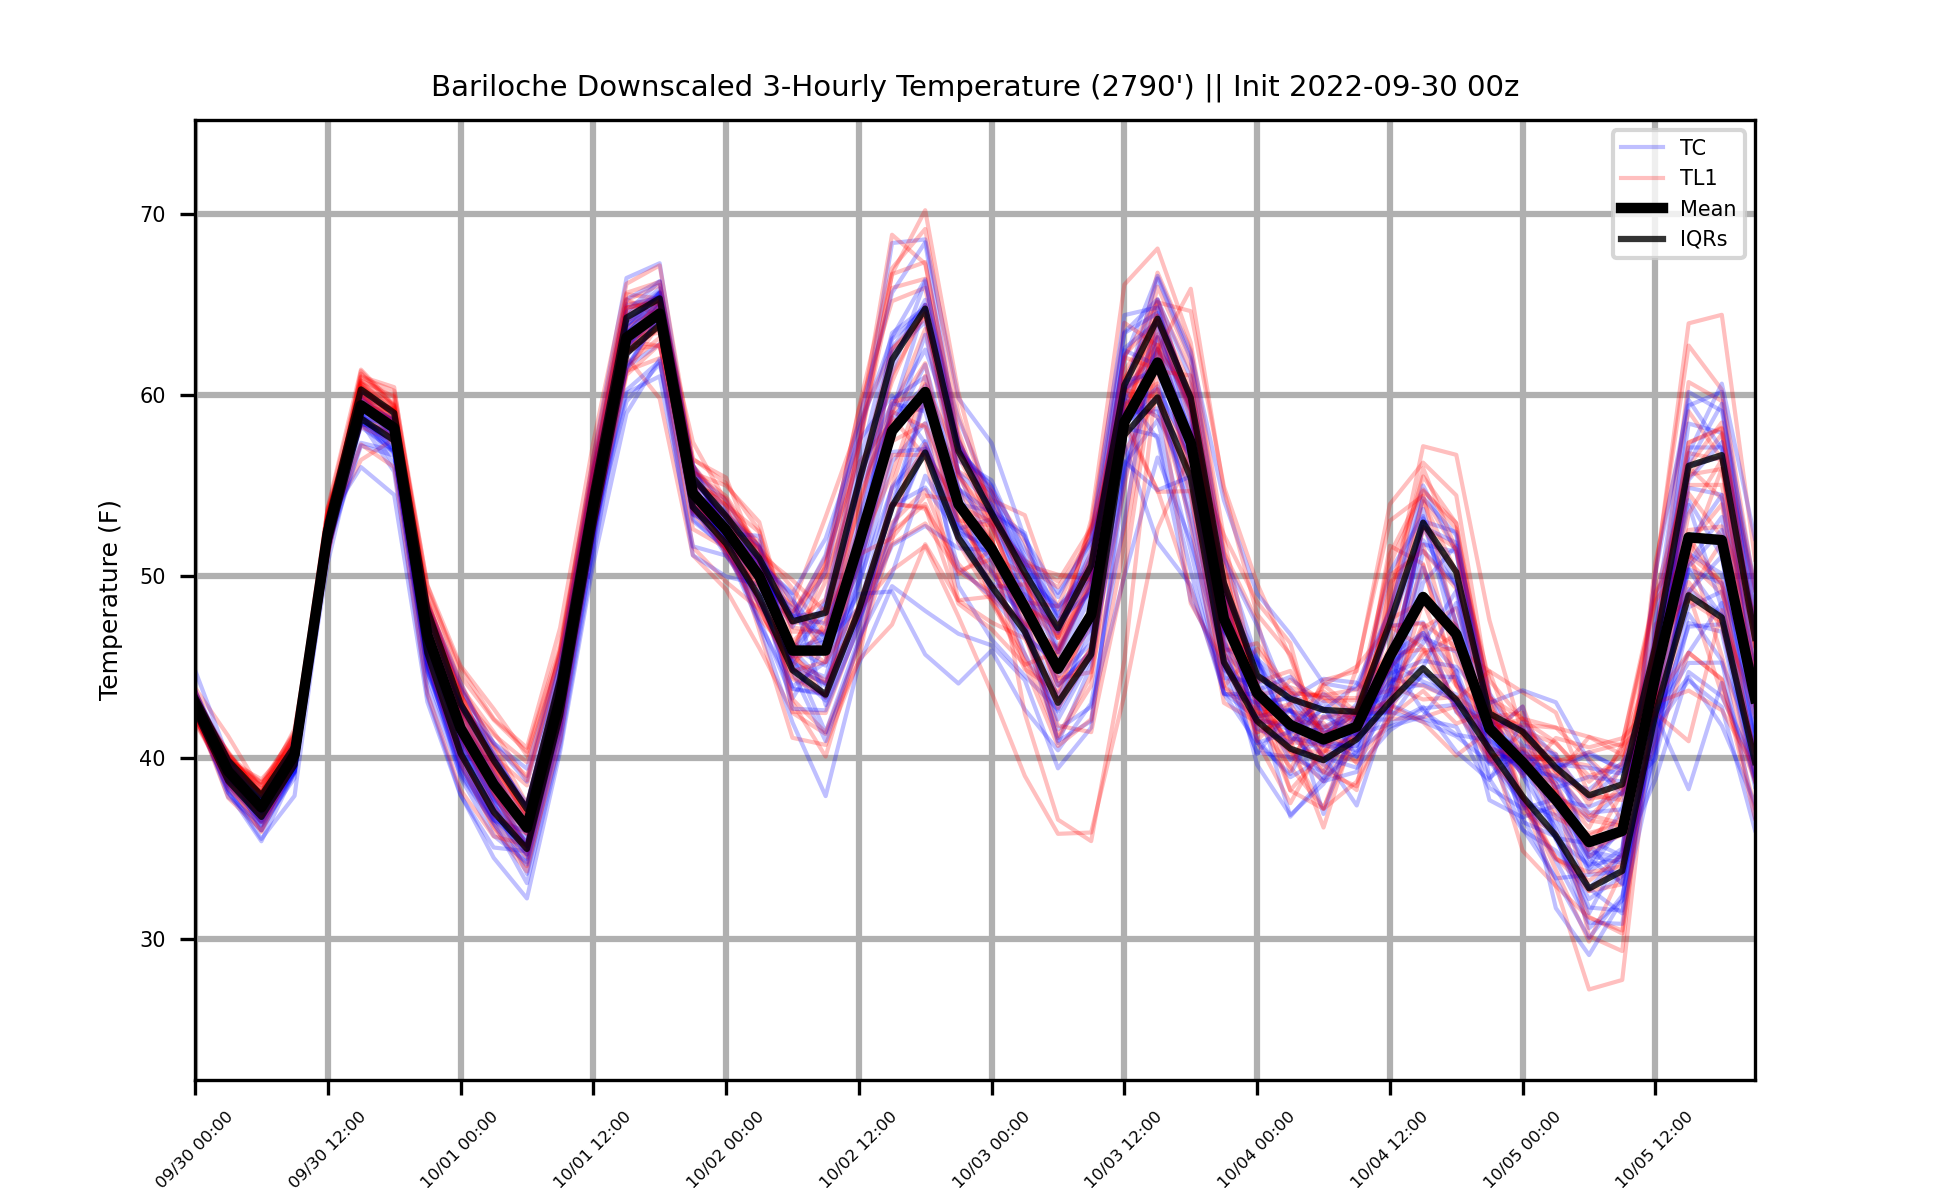 Bariloche Downscaled 3-Hourly Temperature (2790') || Init 2022-09-30 00z
TC
TL1
Mean
IQRs
Temperature (F)
70
60
50
40
30
09/30 00:00
09/30 12:00
10/01 00:00
10/01 12:00
10/02 00:00
10/02 12:00
10/03 00:00
10/03 12:00
10/04 00:00
10/04 12:00
10/05 00:00
10/05 12:00